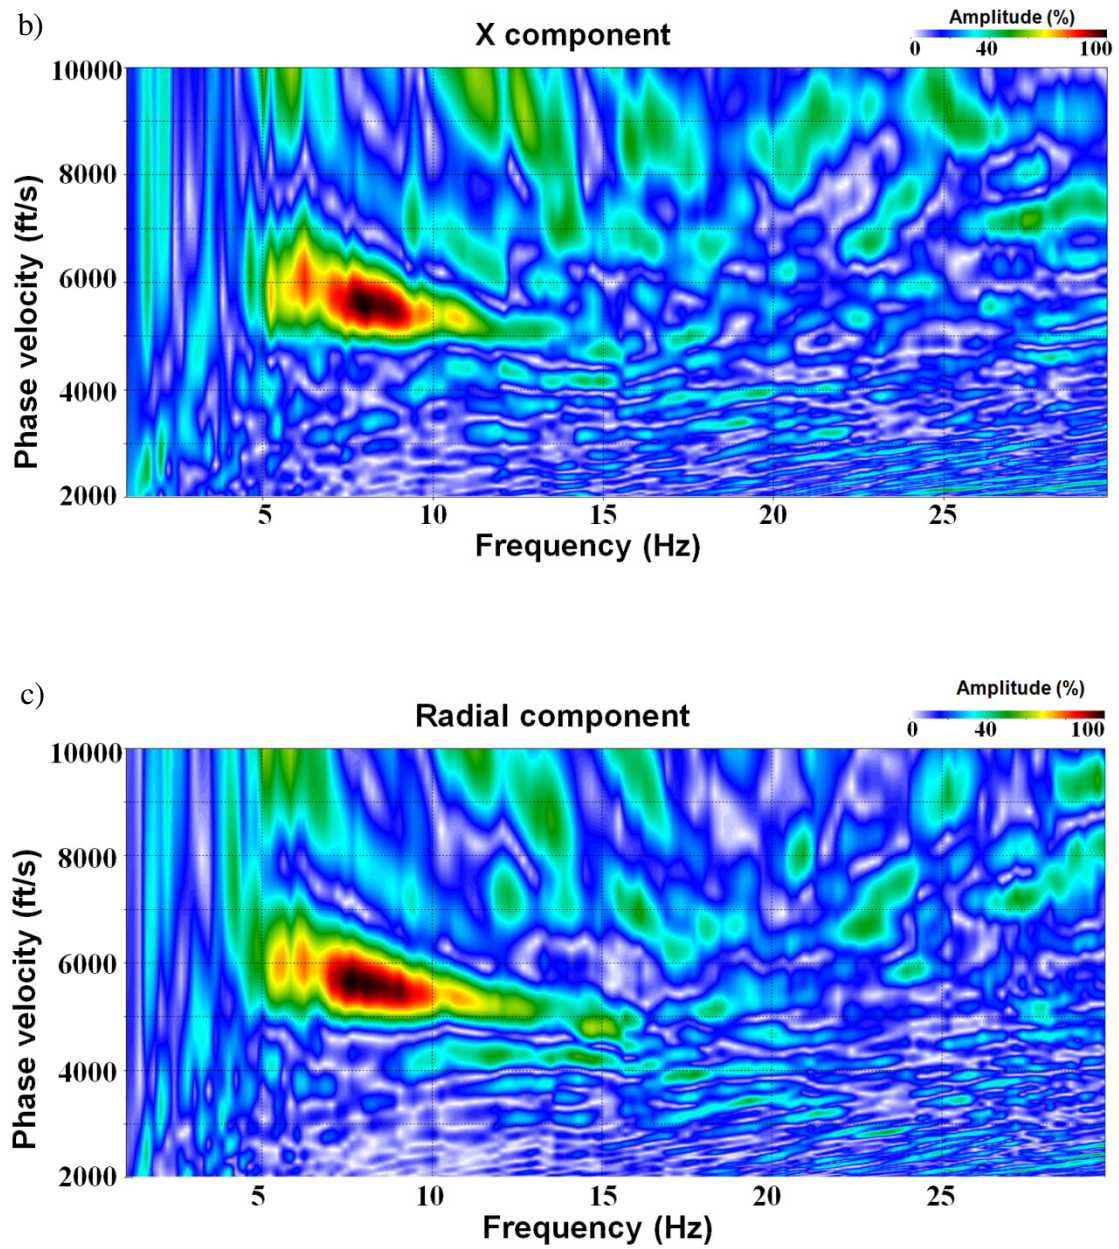 b)
X component
Amplitude (%)
0 40 100
10000
8000
6000
4000
2000
Phase velocity (ft/s)
5 10 15 20 25
Frequency (Hz)
c)
Radial component
Amplitude (%)
0 40 100
10000
8000
6000
4000
2000
Phase velocity (ft/s)
5 10 15 20 25
Frequency (Hz)